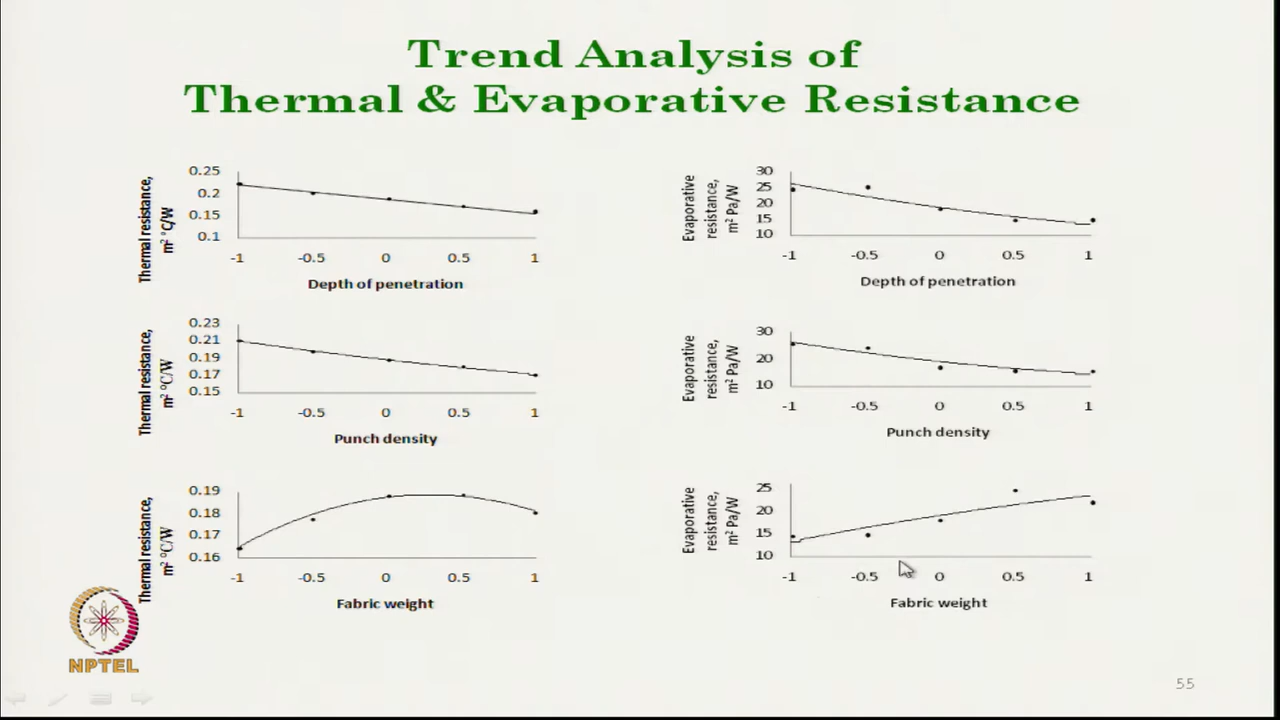 Trend Analysis of
Thermal & Evaporative Resistance
Thermal resistance,
m² °C/W
0.25
0.2
0.15
0.1
-1 -0.5 0 0.5 1
Depth of penetration
Evaporative
resistance,
m² Pa/W
30
25
20
15
10
-1 -0.5 0 0.5 1
Depth of penetration
Thermal resistance,
m² °C/W
0.23
0.21
0.19
0.17
0.15
-1 -0.5 0 0.5 1
Punch density
Evaporative
resistance,
m² Pa/W
30
20
10
-1 -0.5 0 0.5 1
Punch density
Thermal resistance,
m² °C/W
0.19
0.18
0.17
0.16
-1 -0.5 0 0.5 1
Fabric weight
Evaporative
resistance,
m² Pa/W
25
20
15
10
-1 -0.5 0 0.5 1
Fabric weight
NPTEL
55